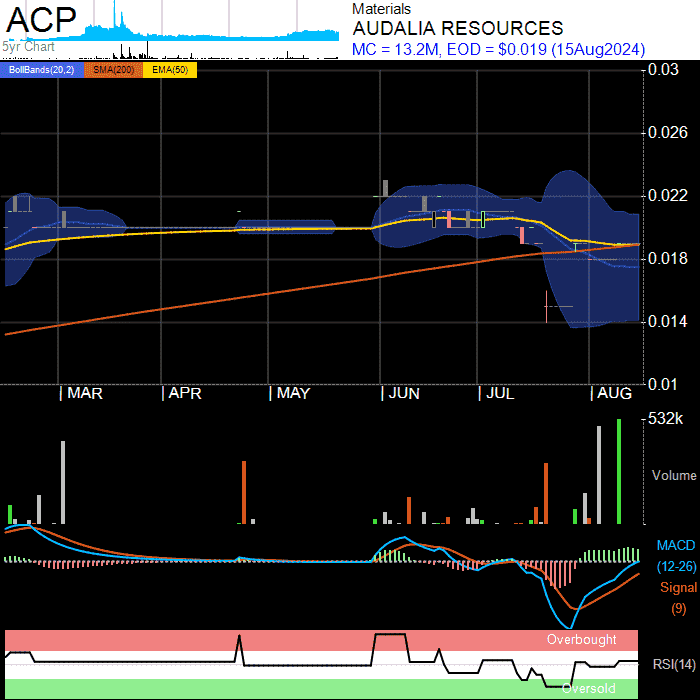 ACP
5yr Chart
Materials
AUDALIA RESOURCES
MC = 13.2M, EOD = $0.019 (15Aug2024)
BollBands(20,2) SMA(200) EMA(50)
0.03
0.026
0.022
0.018
0.014
0.01
MAR APR MAY JUN JUL AUG
532k
Volume
MACD
(12-26)
Signal
(9)
Overbought
RSI(14)
Oversold